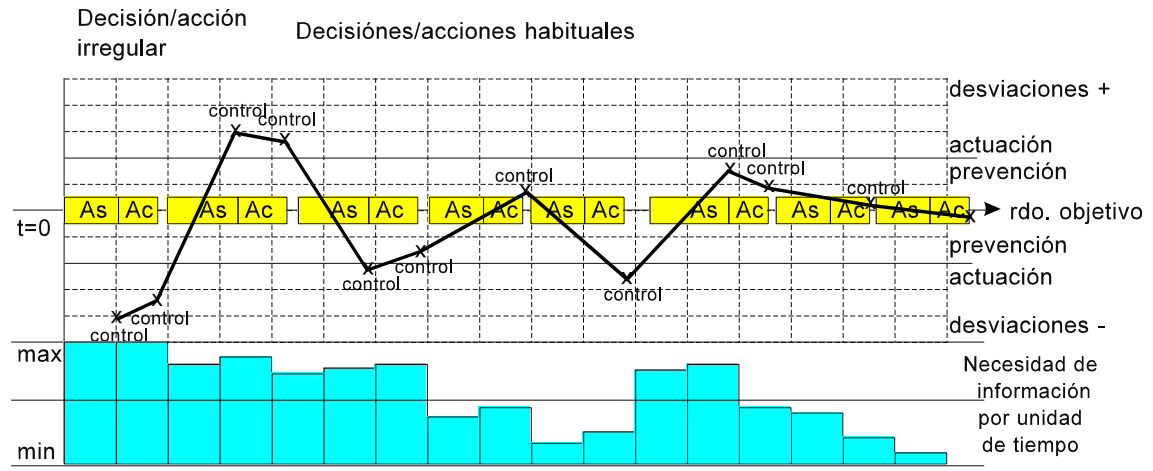 Decisión/acción
irregular
Decisiónes/acciones habituales
desviaciones +
control
control
actuación
control
control
prevención
control
control
As Ac As Ac As Ac As Ac As Ac As Ac As Ac As Ac
rdo. objetivo
t=0
prevención
control
actuación
control
control
control
desviaciones -
control
max
Necesidad de
información
por unidad
de tiempo
min